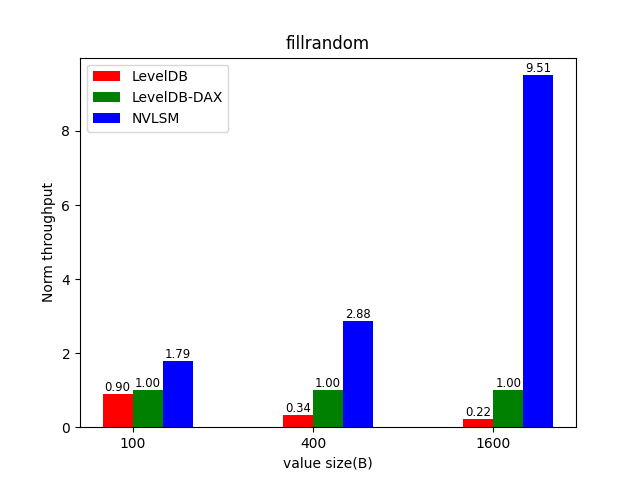 fillrandom
LevelDB
LevelDB-DAX
NVLSM
Norm throughput
8
6
4
2
0
0.90
1.00
1.79
0.34
1.00
2.88
0.22
1.00
9.51
100
400
1600
value size(B)